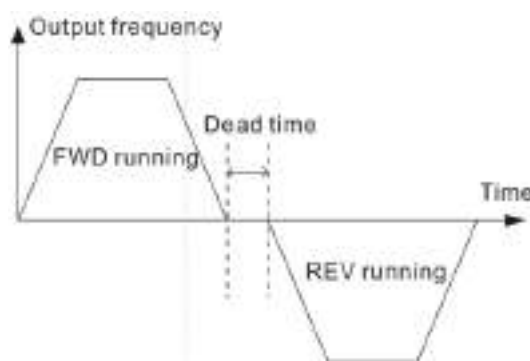 Output frequency
Dead time
FWD running
Time
REV running